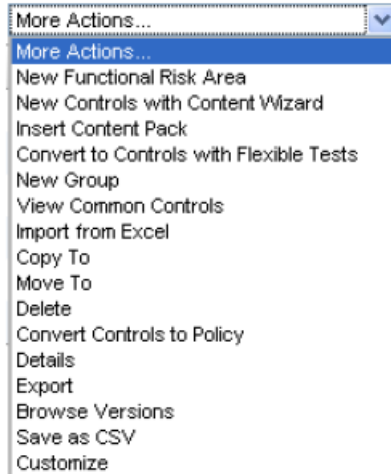 More Actions...
More Actions...
New Functional Risk Area
New Controls with Content Wizard
Insert Content Pack
Convert to Controls with Flexible Tests
New Group
View Common Controls
Import from Excel
Copy To
Move To
Delete
Convert Controls to Policy
Details
Export
Browse Versions
Save as CSV
Customize